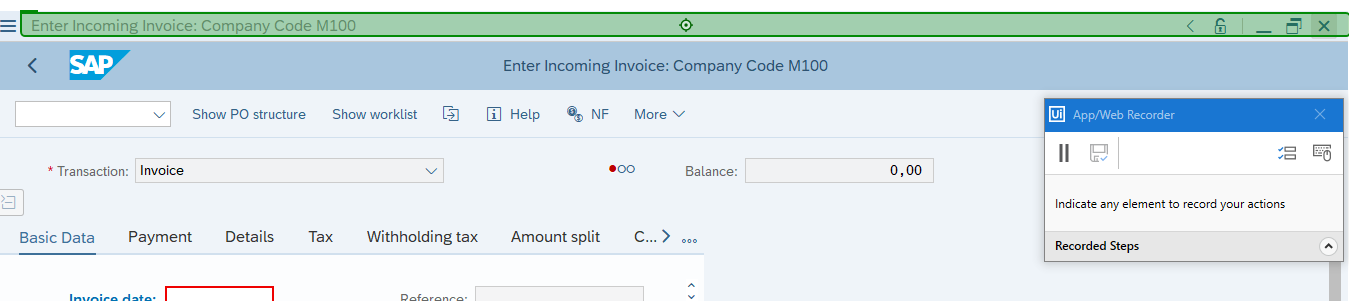 Enter Incoming Invoice: Company Code M100
SAP
Enter Incoming Invoice: Company Code M100
Show PO structure Show worklist Help NF More
Ui App/Web Recorder
* Transaction: Invoice Balance: 0,00
Indicate any element to record your actions
Basic Data Payment Details Tax Withholding tax Amount split C...
Recorded Steps
Invoice date: Reference: